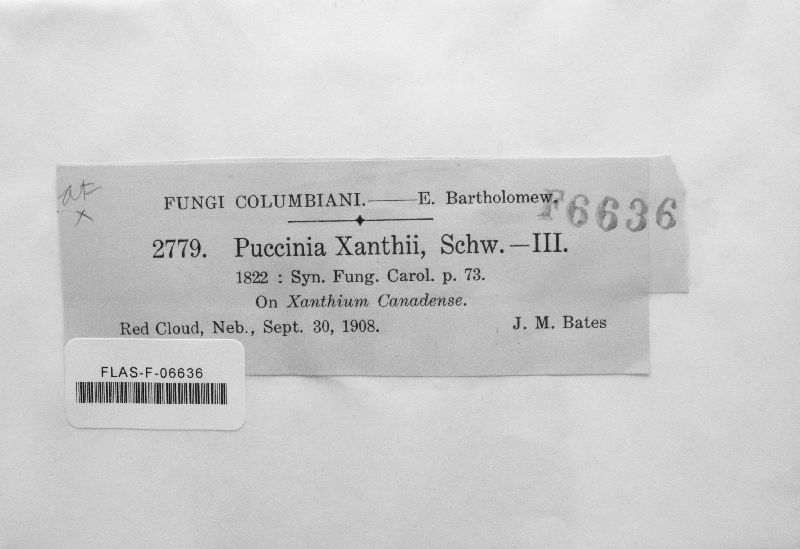 FUNGI COLUMBIANI.——E. Bartholomew.
F6636
2779. Puccinia Xanthii, Schw.—III.
1822 : Syn. Fung. Carol. p. 73.
On Xanthium Canadense.
Red Cloud, Neb., Sept. 30, 1908. J. M. Bates
FLAS-F-06636